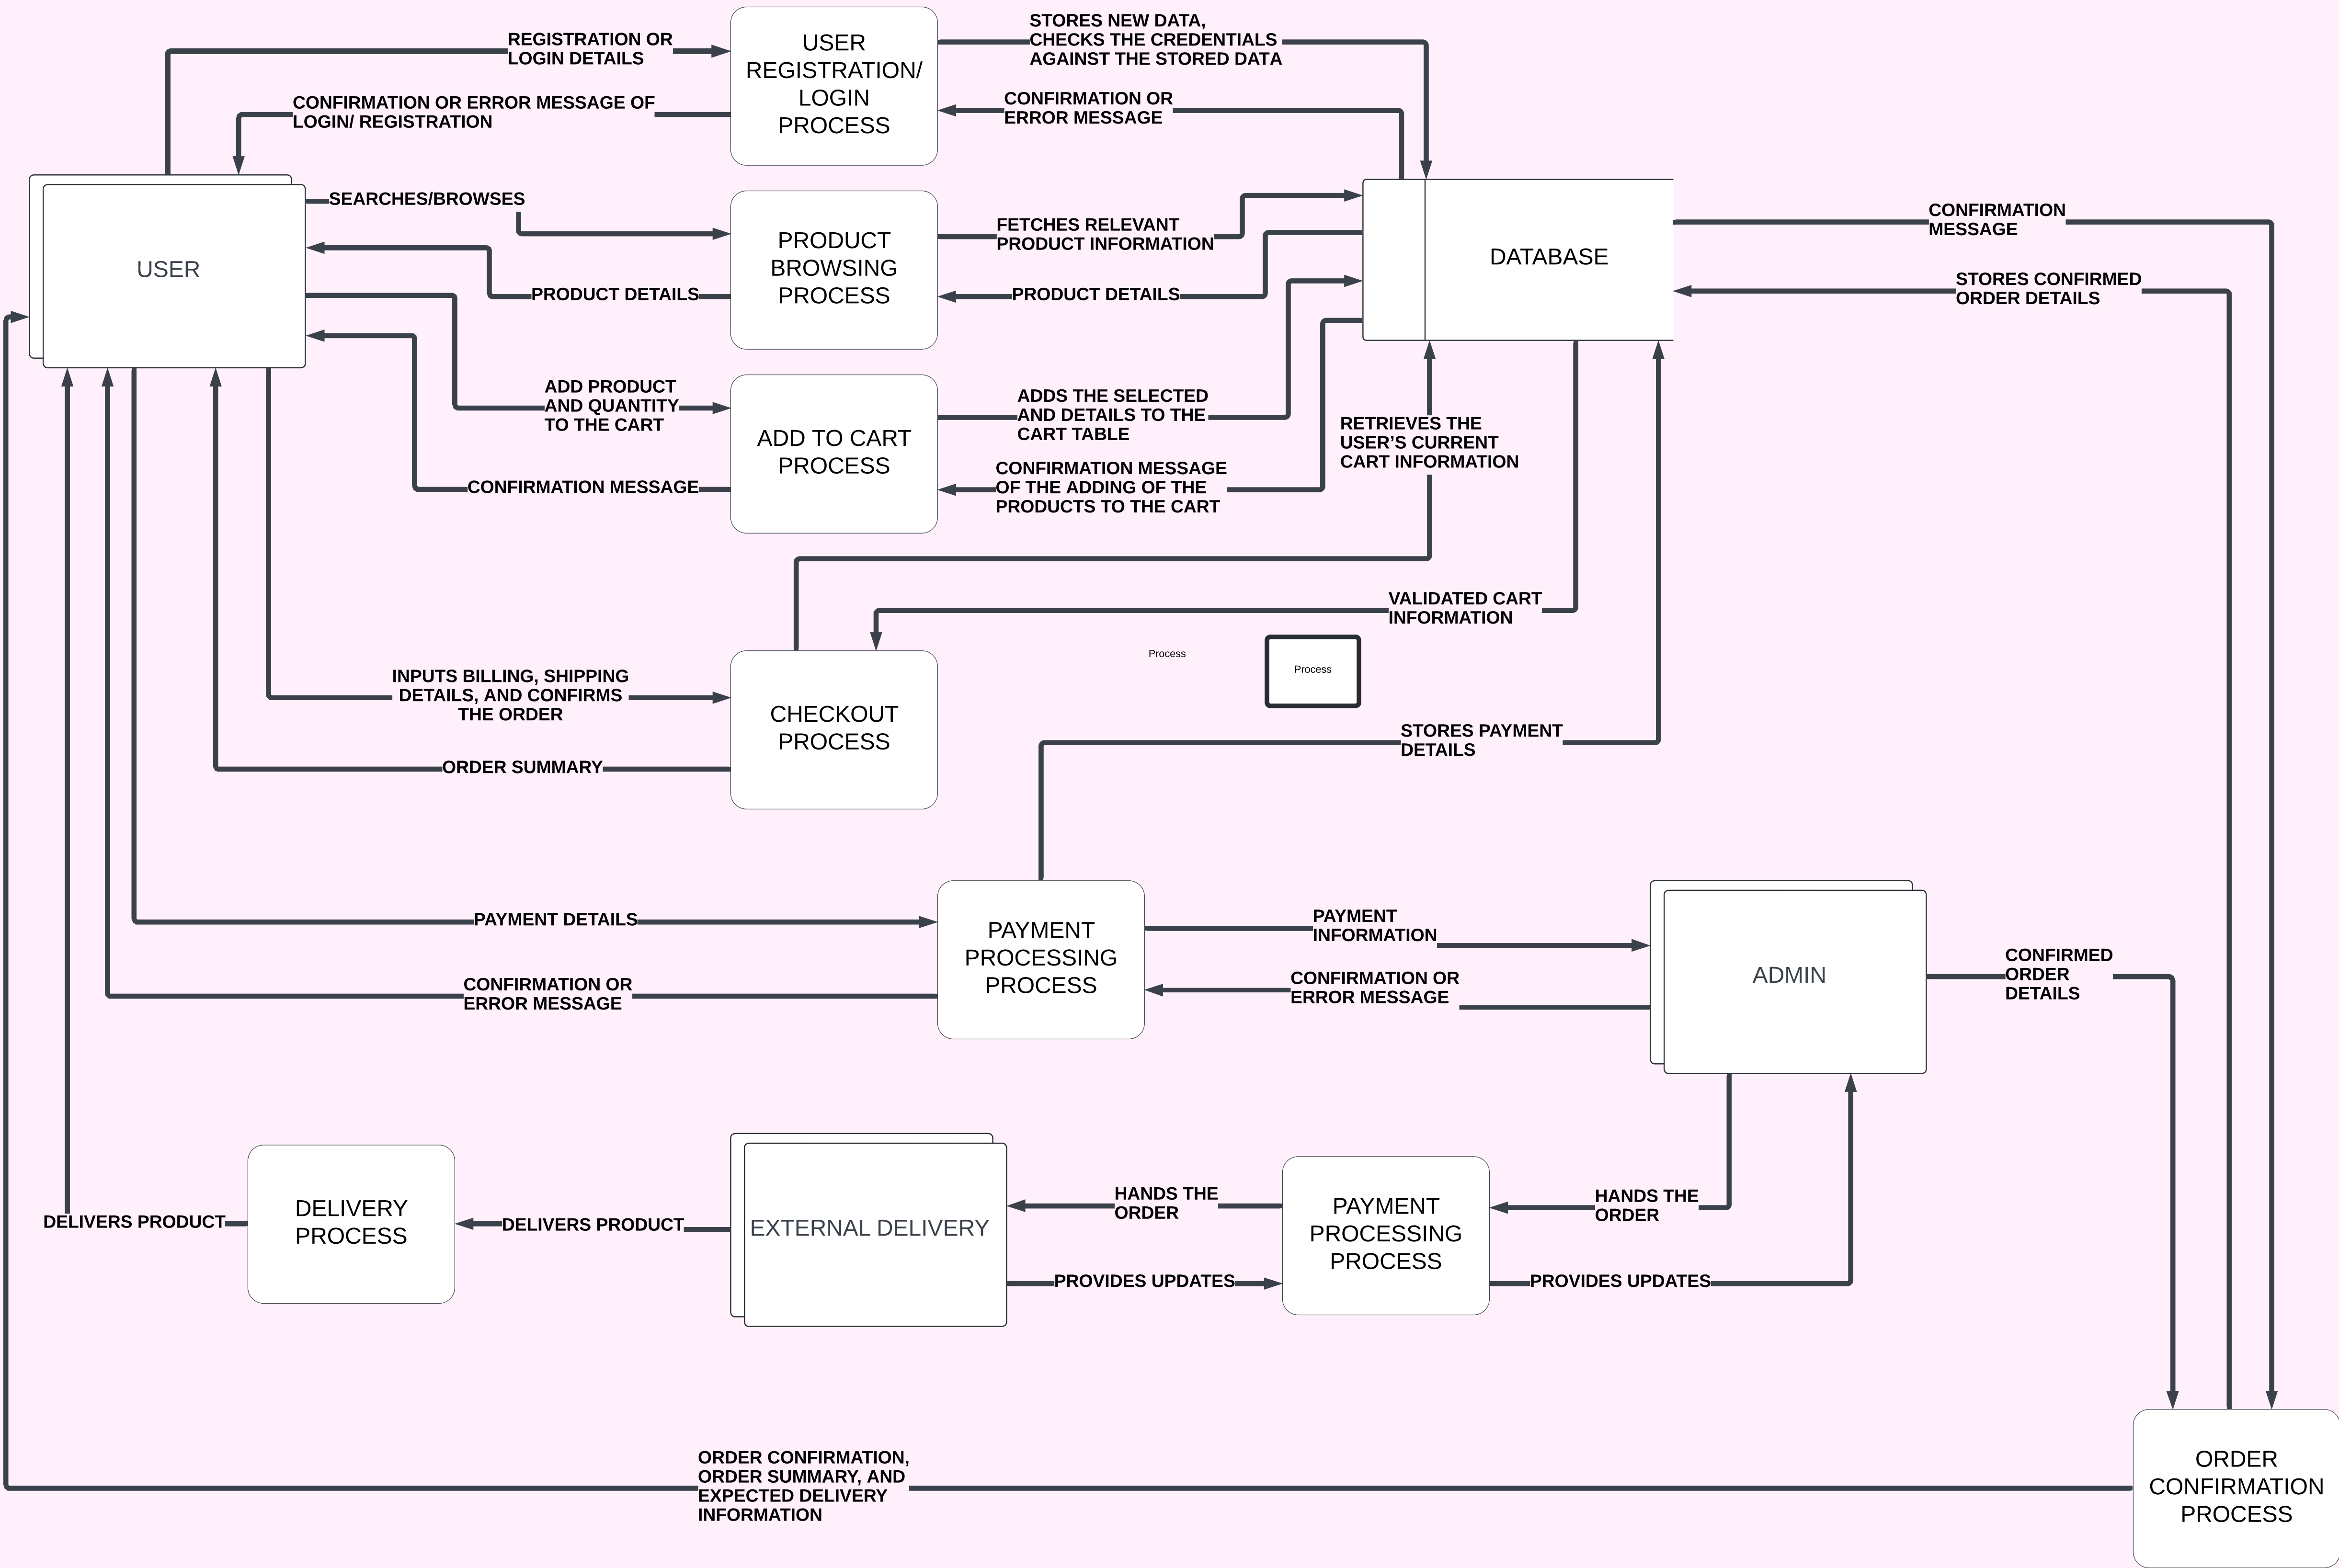 REGISTRATION OR
LOGIN DETAILS
USER
REGISTRATION/
LOGIN
PROCESS
STORES NEW DATA,
CHECKS THE CREDENTIALS
AGAINST THE STORED DATA
CONFIRMATION OR ERROR MESSAGE OF
LOGIN/ REGISTRATION
CONFIRMATION OR
ERROR MESSAGE
USER
SEARCHES/BROWSES
PRODUCT
BROWSING
PROCESS
FETCHES RELEVANT
PRODUCT INFORMATION
DATABASE
CONFIRMATION
MESSAGE
PRODUCT DETAILS
PRODUCT DETAILS
STORES CONFIRMED
ORDER DETAILS
ADD PRODUCT
AND QUANTITY
TO THE CART
ADD TO CART
PROCESS
ADDS THE SELECTED
AND DETAILS TO THE
CART TABLE
RETRIEVES THE
USER’S CURRENT
CART INFORMATION
CONFIRMATION MESSAGE
CONFIRMATION MESSAGE
OF THE ADDING OF THE
PRODUCTS TO THE CART
VALIDATED CART
INFORMATION
Process
Process
INPUTS BILLING, SHIPPING
DETAILS, AND CONFIRMS
THE ORDER
CHECKOUT
PROCESS
ORDER SUMMARY
STORES PAYMENT
DETAILS
PAYMENT DETAILS
PAYMENT
PROCESSING
PROCESS
PAYMENT
INFORMATION
ADMIN
CONFIRMED
ORDER
DETAILS
CONFIRMATION OR
ERROR MESSAGE
CONFIRMATION OR
ERROR MESSAGE
DELIVERS PRODUCT
DELIVERY
PROCESS
DELIVERS PRODUCT
EXTERNAL DELIVERY
HANDS THE
ORDER
PAYMENT
PROCESSING
PROCESS
HANDS THE
ORDER
PROVIDES UPDATES
PROVIDES UPDATES
ORDER CONFIRMATION,
ORDER SUMMARY, AND
EXPECTED DELIVERY
INFORMATION
ORDER
CONFIRMATION
PROCESS